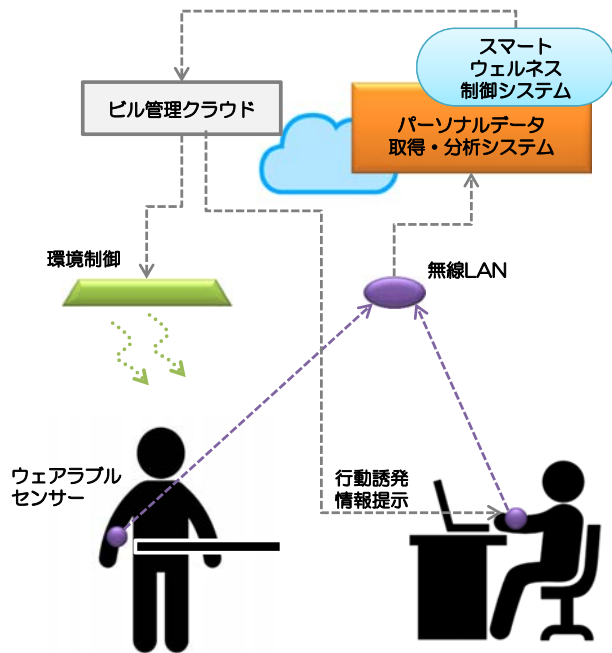 スマート
ウェルネス
制御システム
ビル管理クラウド
パーソナルデータ
取得・分析システム
環境制御
無線LAN
ウェアラブル
センサー
行動誘発
情報提示